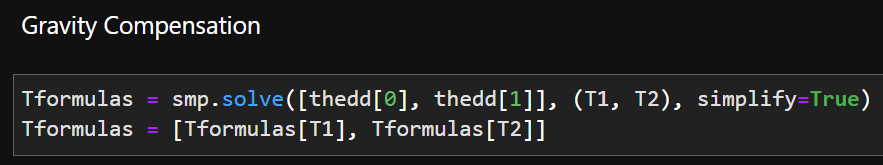 Gravity Compensation
Tformulas = smp.solve([thedd[0], thedd[1]], (T1, T2), simplify=True)
Tformulas = [Tformulas[T1], Tformulas[T2]]